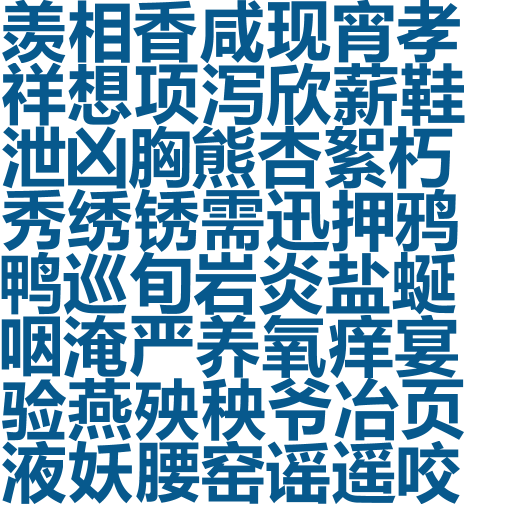 羡相香咸现宵孝
祥想项泻欣薪鞋
泄凶胸熊杏絮朽
秀绣锈需迅押鸦
鸭巡旬岩炎盐蜒
咽淹严养氧痒宴
验燕殃秧爷冶页
液妖腰窑谣遥咬